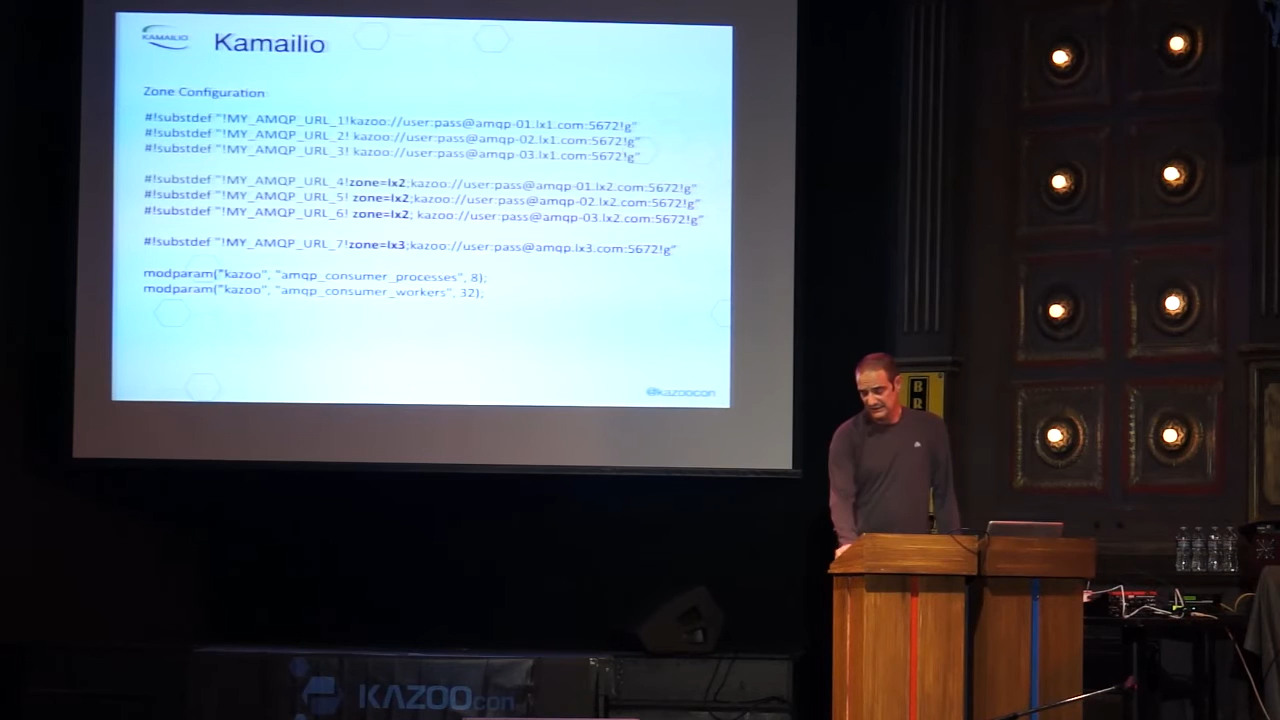 KAMAILIO
Kamailio
Zone Configuration:
#!substdef "!MY_AMQP_URL_1!kazoo://user:pass@amqp-01.lx1.com:5672!g"
#!substdef "!MY_AMQP_URL_2! kazoo://user:pass@amqp-02.lx1.com:5672!g"
#!substdef "!MY_AMQP_URL_3! kazoo://user:pass@amqp-03.lx1.com:5672!g"
#!substdef "!MY_AMQP_URL_4!zone=lx2;kazoo://user:pass@amqp-01.lx2.com:5672!g"
#!substdef "!MY_AMQP_URL_5! zone=lx2;kazoo://user:pass@amqp-02.lx2.com:5672!g"
#!substdef "!MY_AMQP_URL_6! zone=lx2; kazoo://user:pass@amqp-03.lx2.com:5672!g"
#!substdef "!MY_AMQP_URL_7!zone=lx3;kazoo://user:pass@amqp.lx3.com:5672!g"
modparam("kazoo", "amqp_consumer_processes", 8);
modparam("kazoo", "amqp_consumer_workers", 32);
@kazoocon
KAZOOcon